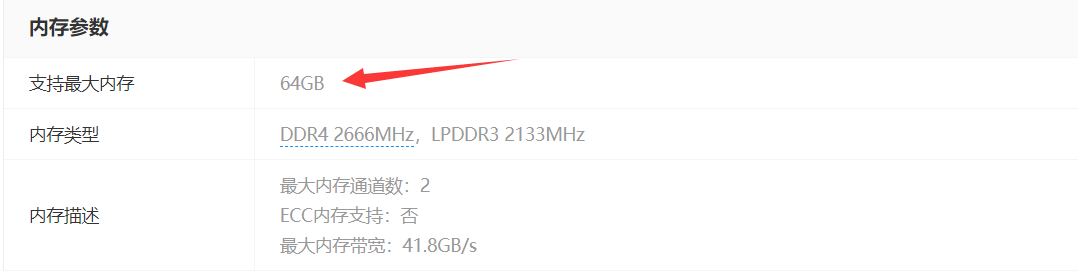 内存参数
支持最大内存 64GB
内存类型 DDR4 2666MHz，LPDDR3 2133MHz
内存描述
最大内存通道数：2
ECC内存支持：否
最大内存带宽：41.8GB/s